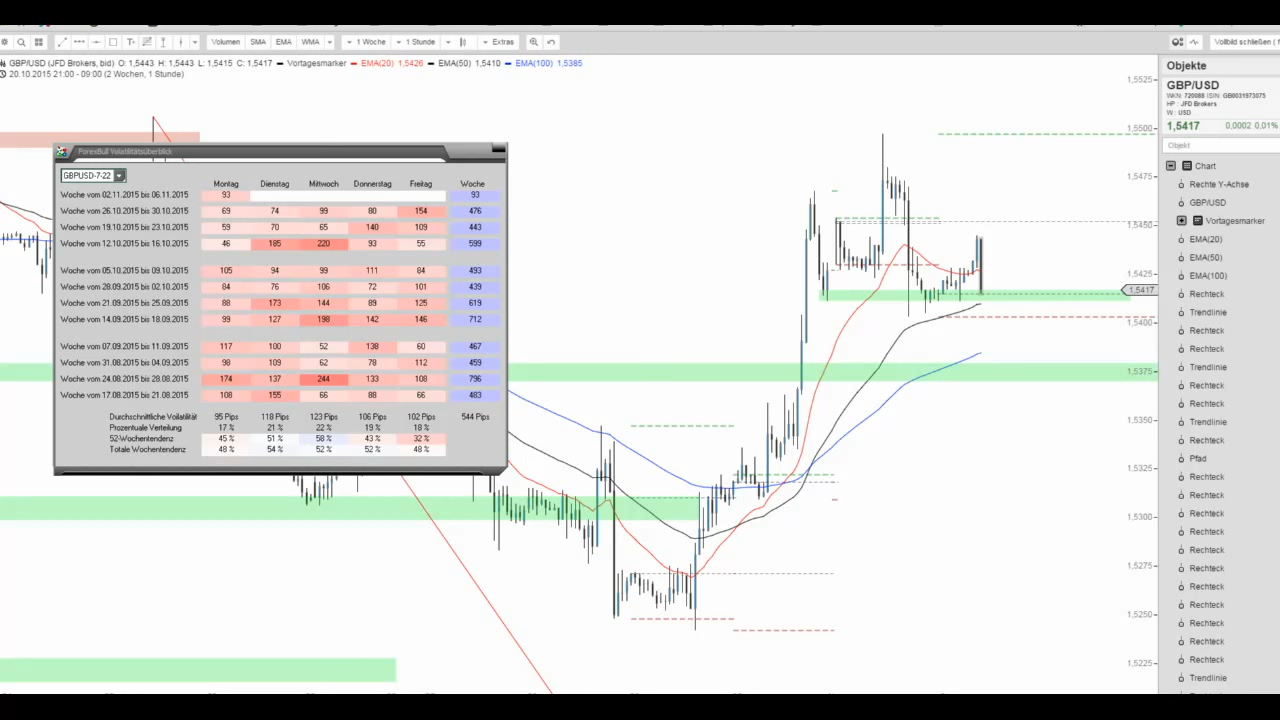 Volumen SMA EMA WMA 1 Woche 1 Stunde Extras Vollbild schließen
GBP/USD (JFD Brokers, bid) O: 1,5443 H: 1,5443 L: 1,5415 C: 1,5417 Vortagesmarker EMA(20) 1,5426 EMA(50) 1,5410 EMA(100) 1,5385
20.10.2015 21:00 - 09:00 (2 Wochen, 1 Stunde)
ForexBull Volatilitätsüberblick
GBPUSD-7-22
Montag Dienstag Mittwoch Donnerstag Freitag Woche
Woche vom 02.11.2015 bis 06.11.2015 93 93
Woche vom 26.10.2015 bis 30.10.2015 69 74 99 80 154 476
Woche vom 19.10.2015 bis 23.10.2015 59 70 65 140 109 443
Woche vom 12.10.2015 bis 16.10.2015 46 185 220 93 55 599
Woche vom 05.10.2015 bis 09.10.2015 105 94 99 111 84 493
Woche vom 28.09.2015 bis 02.10.2015 84 76 106 72 101 439
Woche vom 21.09.2015 bis 25.09.2015 88 173 144 89 125 619
Woche vom 14.09.2015 bis 18.09.2015 99 127 198 142 146 712
Woche vom 07.09.2015 bis 11.09.2015 117 100 52 138 60 467
Woche vom 31.08.2015 bis 04.09.2015 98 109 62 78 112 459
Woche vom 24.08.2015 bis 28.08.2015 174 137 244 133 108 796
Woche vom 17.08.2015 bis 21.08.2015 108 155 66 88 66 483
Durchschnittliche Voilatilität 95 Pips 118 Pips 123 Pips 106 Pips 102 Pips 544 Pips
Prozentuale Verteilung 17 % 21 % 22 % 19 % 18 %
52-Wochentendenz 45 % 51 % 58 % 43 % 32 %
Totale Wochentendenz 48 % 54 % 52 % 52 % 48 %
1,5525
1,5500
1,5475
1,5450
1,5425
1,5417
1,5400
1,5375
1,5350
1,5325
1,5300
1,5275
1,5250
1,5225
Objekte
GBP/USD
WKN: 720088 ISIN: GB0031973075
HP : JFD Brokers
W : USD
1,5417 0,0002 0,01%
Objekt
Chart
Rechte Y-Achse
GBP/USD
Vortagesmarker
EMA(20)
EMA(50)
EMA(100)
Rechteck
Trendlinie
Rechteck
Rechteck
Trendlinie
Rechteck
Rechteck
Trendlinie
Rechteck
Pfad
Rechteck
Rechteck
Rechteck
Rechteck
Rechteck
Rechteck
Rechteck
Rechteck
Rechteck
Rechteck
Rechteck
Trendlinie